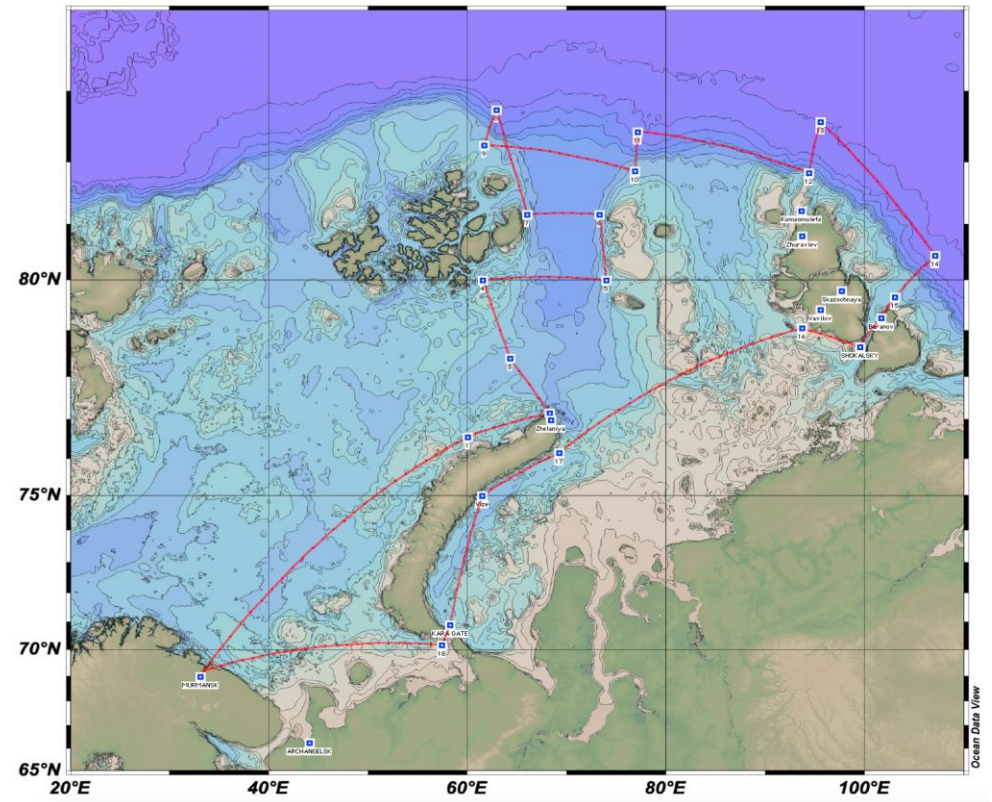 8
13
11
9
10
12
Komsomolets
7
6
Zhuravlev
14
80°N
4
5
Skazochnaya
15
Vavilov
Baranov
16
SHOKALSKY
3
Zhelaniya
1
17
75°N
Vize
KARA GATE
70°N
18
MURMANSK
ARCHANGELSK
Ocean Data View
65°N
20°E
40°E
60°E
80°E
100°E